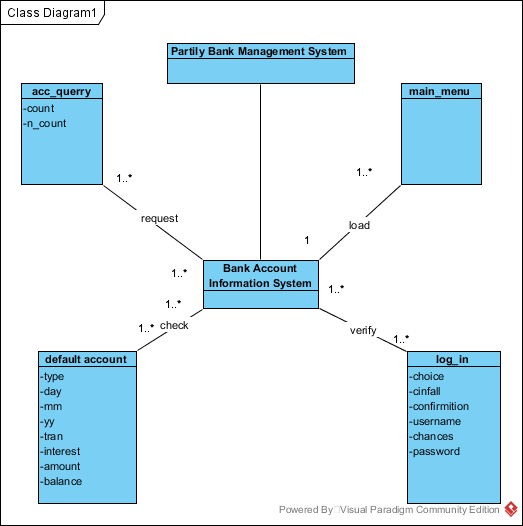 Class Diagram1
Partily Bank Management System
acc_querry
-count
-n_count
main_menu
1..*
1..*
request
load
1
1..*
Bank Account
Information System
1..*
1..*
1..*
check
verify
1..*
default account
-type
-day
-mm
-yy
-tran
-interest
-amount
-balance
log_in
-choice
-cinfall
-confirmition
-username
-chances
-password
Powered By Visual Paradigm Community Edition